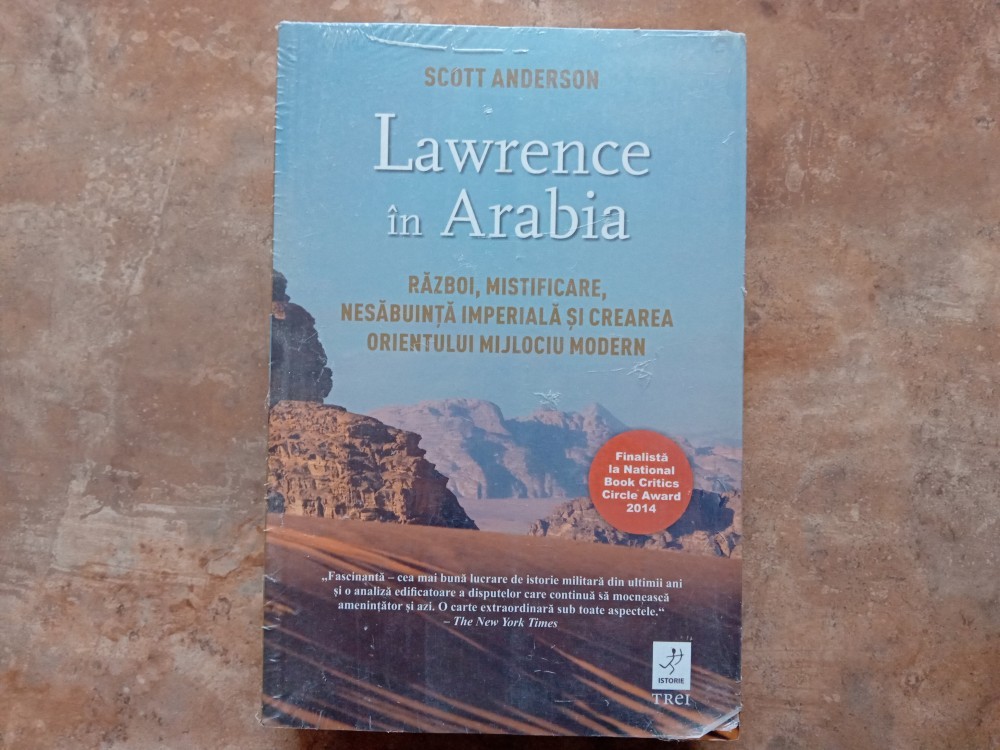 SCOTT ANDERSON
Lawrence
în Arabia
RĂZBOI, MISTIFICARE,
NESĂBUINȚĂ IMPERIALĂ ȘI CREAREA
ORIENTULUI MIJLOCIU MODERN
Finalistă
la National
Book Critics
Circle Award
2014
„Fascinantă – cea mai bună lucrare de istorie militară din ultimii ani
și o analiză edificatoare a disputelor care continuă să mocnească
amenințător și azi. O carte extraordinară sub toate aspectele.“
– The New York Times
ISTORIE
TREI